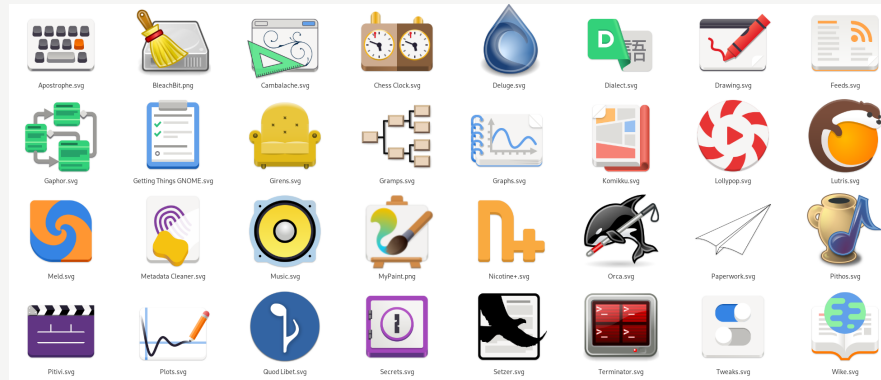 Apostrophe.svg
BleachBit.png
Cambalache.svg
Chess Clock.svg
Deluge.svg
D 語
Dialect.svg
Drawing.svg
Feeds.svg
Gaphor.svg
Getting Things GNOME.svg
Girens.svg
Gramps.svg
Graphs.svg
Komikku.svg
Lollypop.svg
Lutris.svg
Meld.svg
Metadata Cleaner.svg
Music.svg
MyPaint.png
n+
Nicotine+.svg
Orca.svg
Paperwork.svg
Pithos.svg
Pitivi.svg
Plots.svg
Quod Libet.svg
Secrets.svg
Setzer.svg
>_ >_
>_ >_
Terminator.svg
Tweaks.svg
Wike.svg